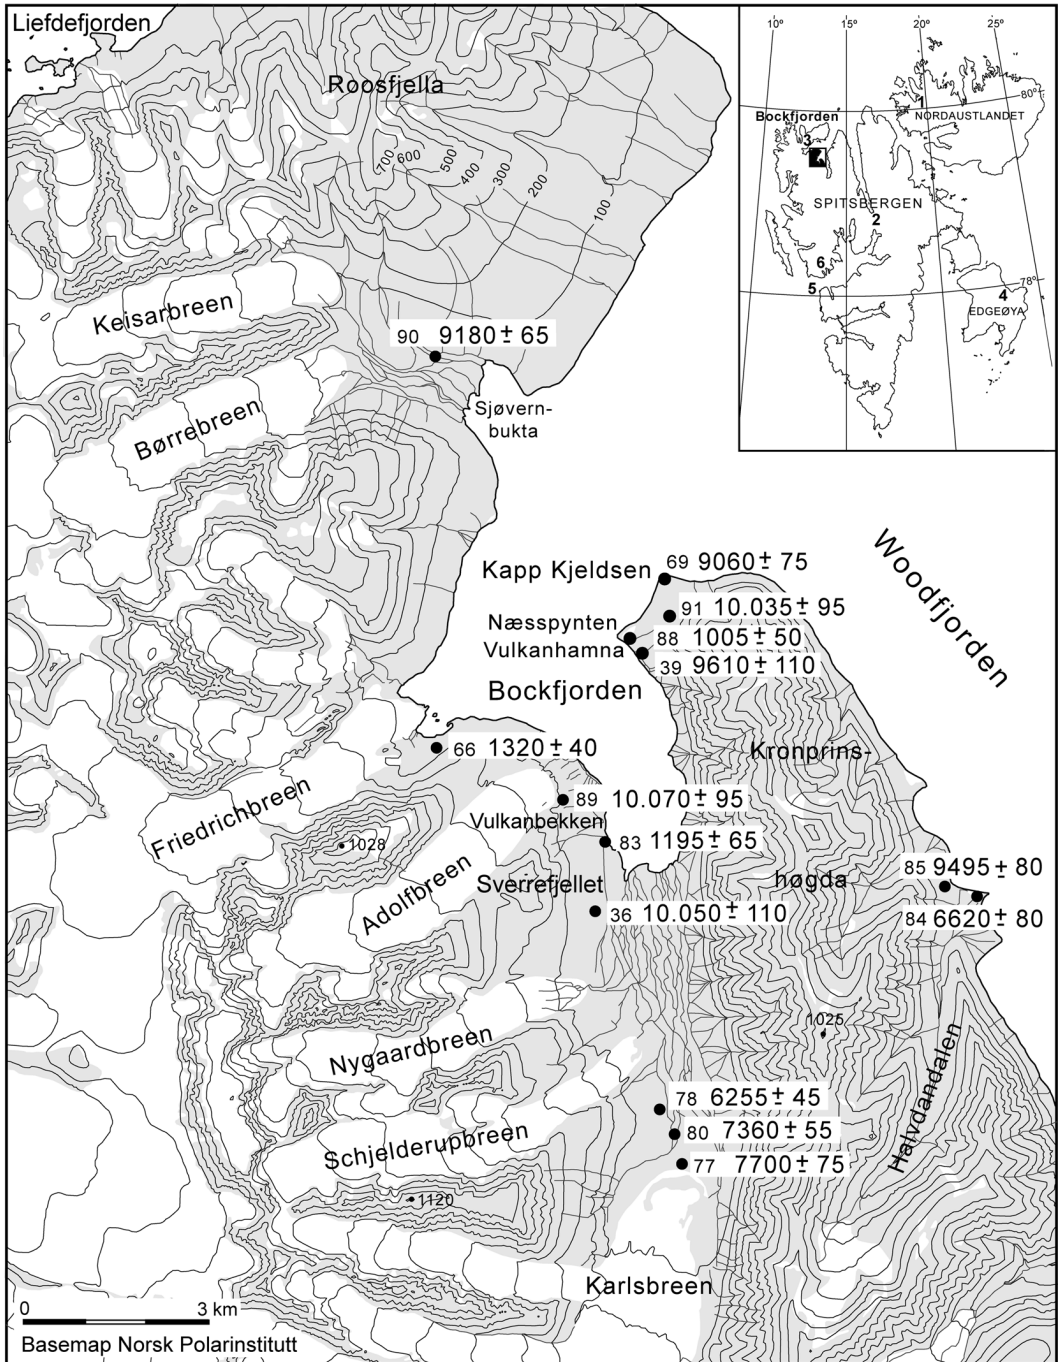 Liefdefjorden
Roosfjella
700
600
500
400
300
200
100
Keisarbreen
90 9180 ± 65
Sjøvern-
bukta
Børrebreen
10°
15°
20°
25°
80°
1
NORDAUSTLANDET
Bockfjorden
3
SPITSBERGEN
2
6
5
78°
4
EDGEØYA
Woodfjorden
Kapp Kjeldsen
69 9060 ± 75
91 10.035 ± 95
Næsspynten
88 1005 ± 50
Vulkanhamna
39 9610 ± 110
Bockfjorden
66 1320 ± 40
Kronprins-
høgda
Friedrichbreen
1028
89 10.070 ± 95
Vulkanbekken
83 1195 ± 65
Adolfbreen
Sverrefjellet
36 10.050 ± 110
85 9495 ± 80
84 6620 ± 80
1025
Nygaardbreen
Halvdandalen
78 6255 ± 45
80 7360 ± 55
77 7700 ± 75
Schjelderupbreen
1120
Karlsbreen
0 3 km
Basemap Norsk Polarinstitutt